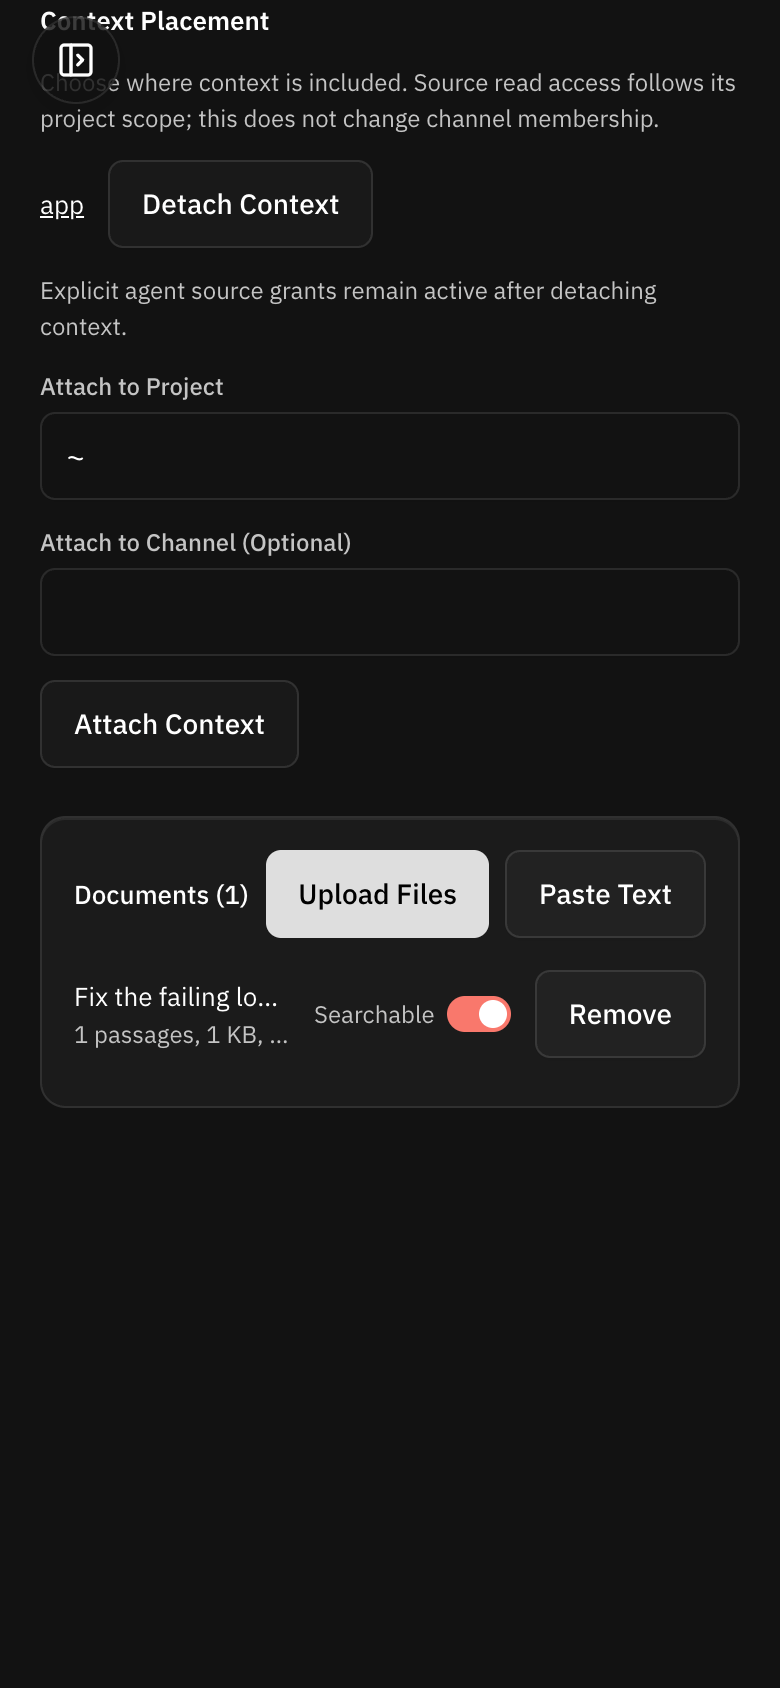 Context Placement
Choose where context is included. Source read access follows its
project scope; this does not change channel membership.
app
Detach Context
Explicit agent source grants remain active after detaching
context.
Attach to Project
~
Attach to Channel (Optional)
Attach Context
Documents (1)
Upload Files
Paste Text
Fix the failing lo...
1 passages, 1 KB, ...
Searchable
Remove